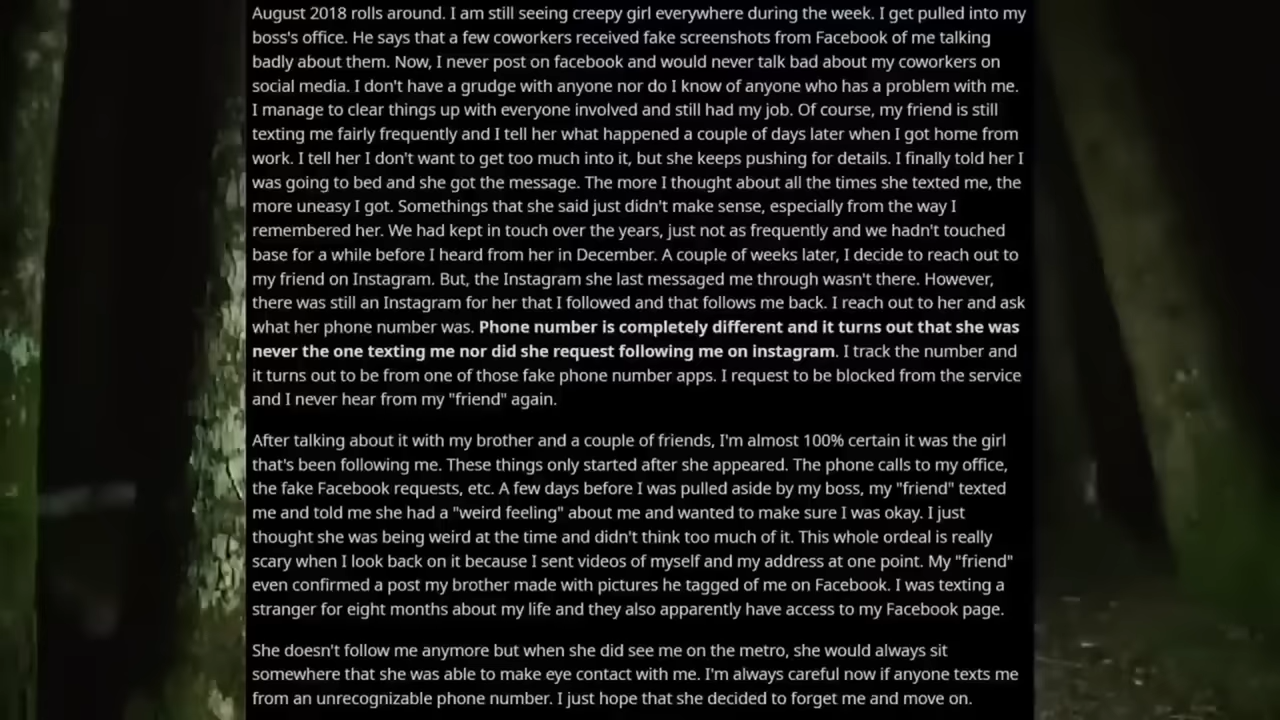 August 2018 rolls around. I am still seeing creepy girl everywhere during the week. I get pulled into my
boss's office. He says that a few coworkers received fake screenshots from Facebook of me talking
badly about them. Now, I never post on facebook and would never talk bad about my coworkers on
social media. I don't have a grudge with anyone nor do I know of anyone who has a problem with me.
I manage to clear things up with everyone involved and still had my job. Of course, my friend is still
texting me fairly frequently and I tell her what happened a couple of days later when I got home from
work. I tell her I don't want to get too much into it, but she keeps pushing for details. I finally told her I
was going to bed and she got the message. The more I thought about all the times she texted me, the
more uneasy I got. Somethings that she said just didn't make sense, especially from the way I
remembered her. We had kept in touch over the years, just not as frequently and we hadn't touched
base for a while before I heard from her in December. A couple of weeks later, I decide to reach out to
my friend on Instagram. But, the Instagram she last messaged me through wasn't there. However,
there was still an Instagram for her that I followed and that follows me back. I reach out to her and ask
what her phone number was. Phone number is completely different and it turns out that she was
never the one texting me nor did she request following me on instagram. I track the number and
it turns out to be from one of those fake phone number apps. I request to be blocked from the service
and I never hear from my "friend" again.
After talking about it with my brother and a couple of friends, I'm almost 100% certain it was the girl
that's been following me. These things only started after she appeared. The phone calls to my office,
the fake Facebook requests, etc. A few days before I was pulled aside by my boss, my "friend" texted
me and told me she had a "weird feeling" about me and wanted to make sure I was okay. I just
thought she was being weird at the time and didn't think too much of it. This whole ordeal is really
scary when I look back on it because I sent videos of myself and my address at one point. My "friend"
even confirmed a post my brother made with pictures he tagged of me on Facebook. I was texting a
stranger for eight months about my life and they also apparently have access to my Facebook page.
She doesn't follow me anymore but when she did see me on the metro, she would always sit
somewhere that she was able to make eye contact with me. I'm always careful now if anyone texts me
from an unrecognizable phone number. I just hope that she decided to forget me and move on.